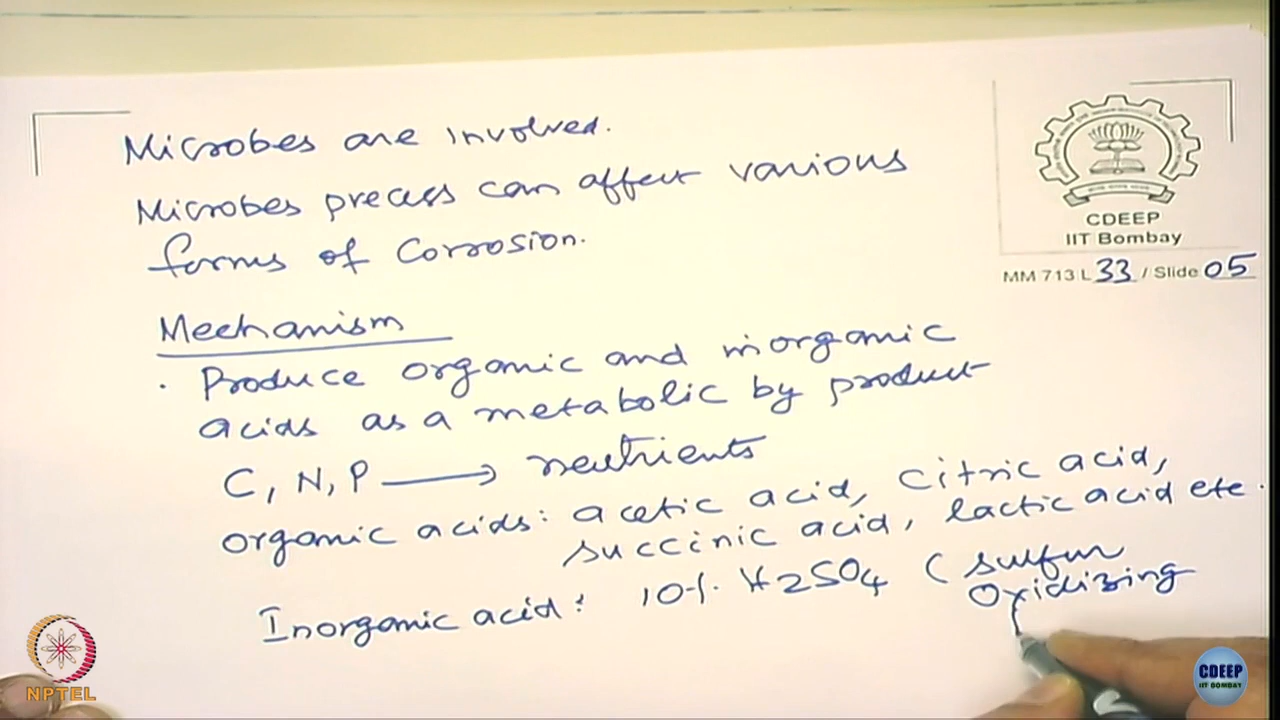 Microbes are involved.
Microbes process can affect various
forms of Corrosion.
CDEEP
IIT Bombay
MM 713 L 33 / Slide 05
Mechanism
· Produce organic and inorganic
acids as a metabolic by product
C, N, P → neutrients
organic acids: acetic acid, citric acid,
succinic acid, lactic acid etc.
Inorganic acid: 10%. H2SO4 (sulfur
Oxidizing
NPTEL
CDEEP
IIT BOMBAY